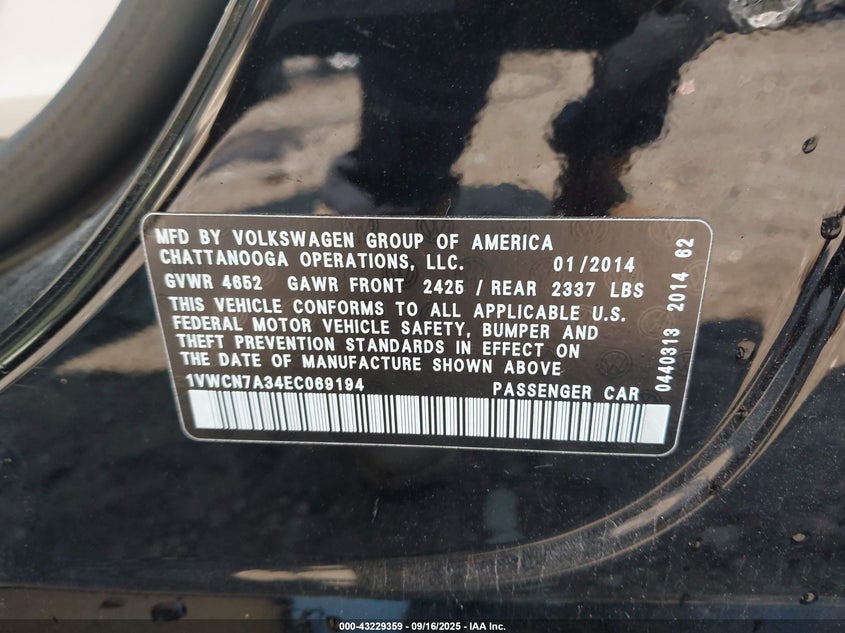 MFD BY VOLKSWAGEN GROUP OF AMERICA
CHATTANOOGA OPERATIONS, LLC. 01/2014
GVWR 4652 GAWR FRONT 2425 / REAR 2337 LBS
THIS VEHICLE CONFORMS TO ALL APPLICABLE U.S.
FEDERAL MOTOR VEHICLE SAFETY, BUMPER AND
THEFT PREVENTION STANDARDS IN EFFECT ON
THE DATE OF MANUFACTURE SHOWN ABOVE
1VWCN7A34EC069194 PASSENGER CAR
0440313 2014 62
000-43229359 - 09/16/2025 - IAA Inc.